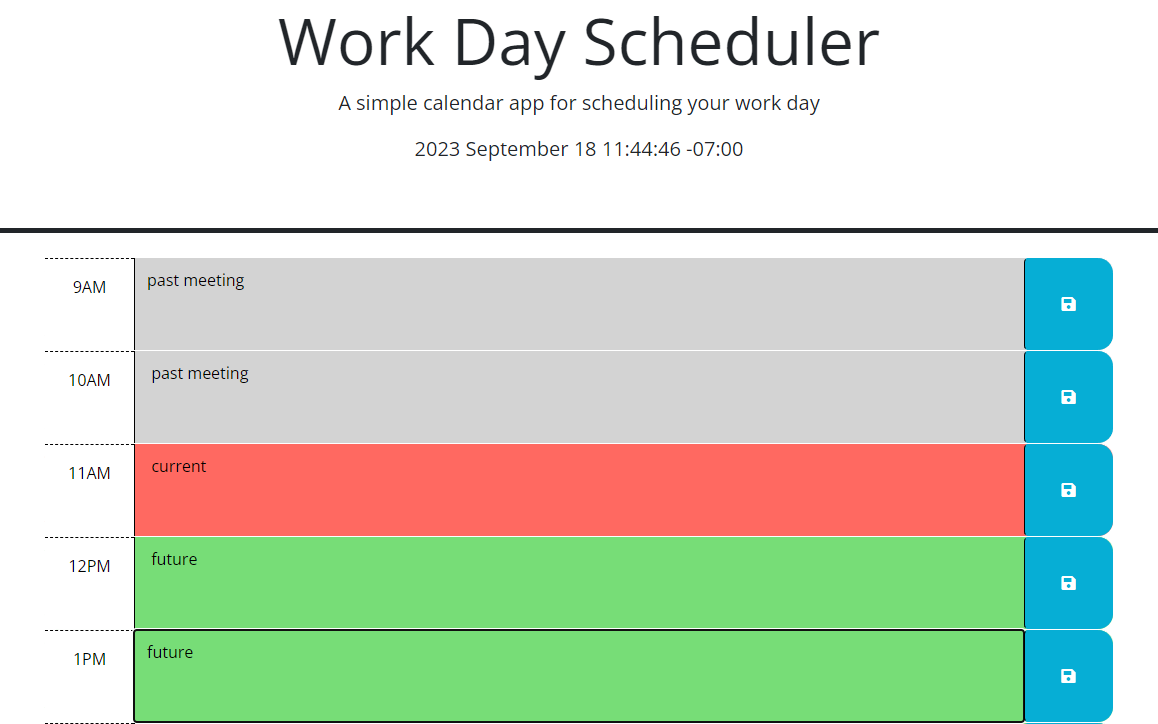 Work Day Scheduler
A simple calendar app for scheduling your work day
2023 September 18 11:44:46 -07:00
9AM
past meeting
10AM
past meeting
11AM
current
12PM
future
1PM
future